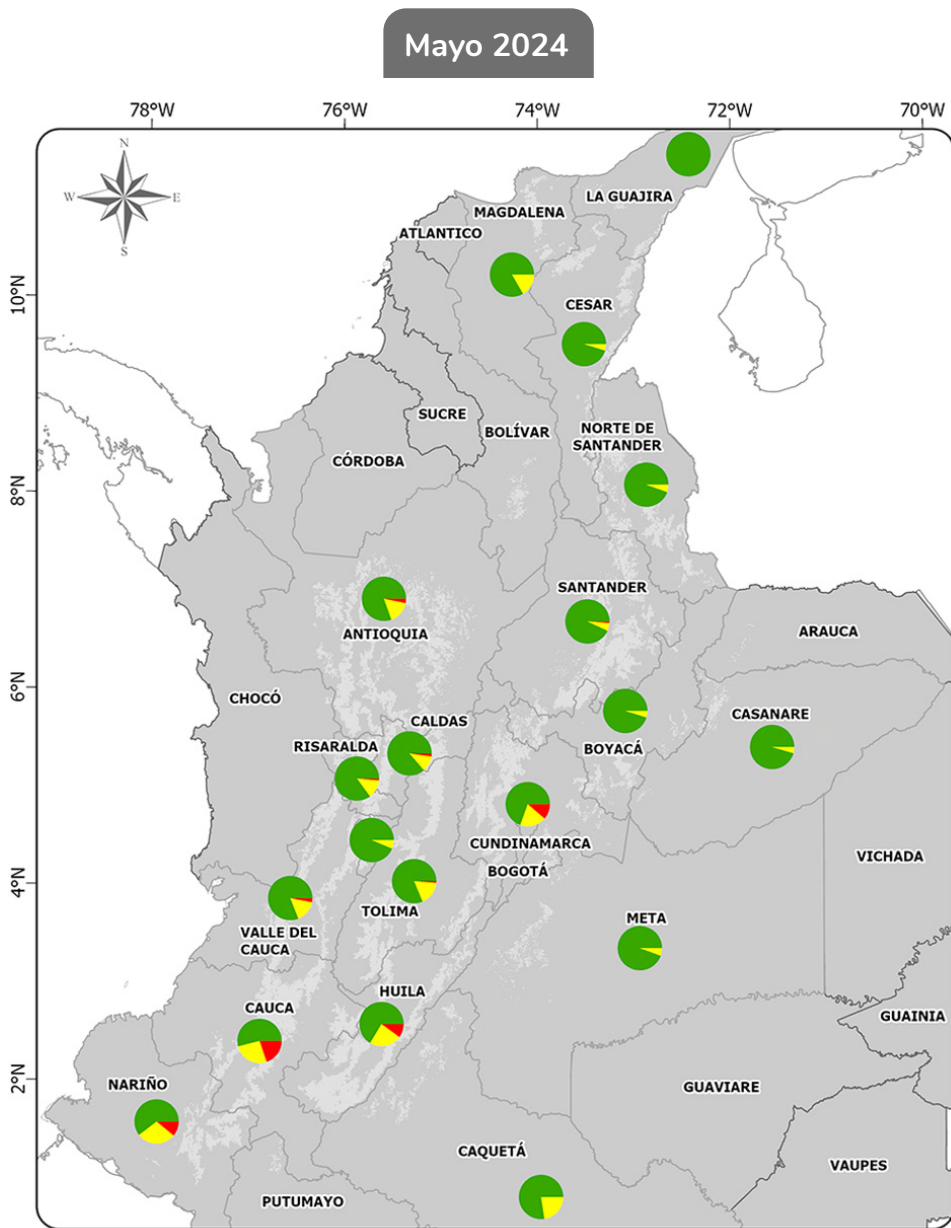 Mayo 2024
78°W
76°W
74°W
72°W
70°W
N
W
E
S
LA GUAJIRA
MAGDALENA
ATLANTICO
10°N
CESAR
SUCRE
BOLÍVAR
NORTE DE
SANTANDER
CÓRDOBA
8°N
SANTANDER
ANTIOQUIA
ARAUCA
6°N
CHOCÓ
CALDAS
CASANARE
RISARALDA
BOYACÁ
CUNDINAMARCA
BOGOTÁ
VICHADA
4°N
TOLIMA
META
VALLE DEL
CAUCA
HUILA
CAUCA
GUAINIA
2°N
NARIÑO
GUAVIARE
CAQUETÁ
VAUPES
PUTUMAYO